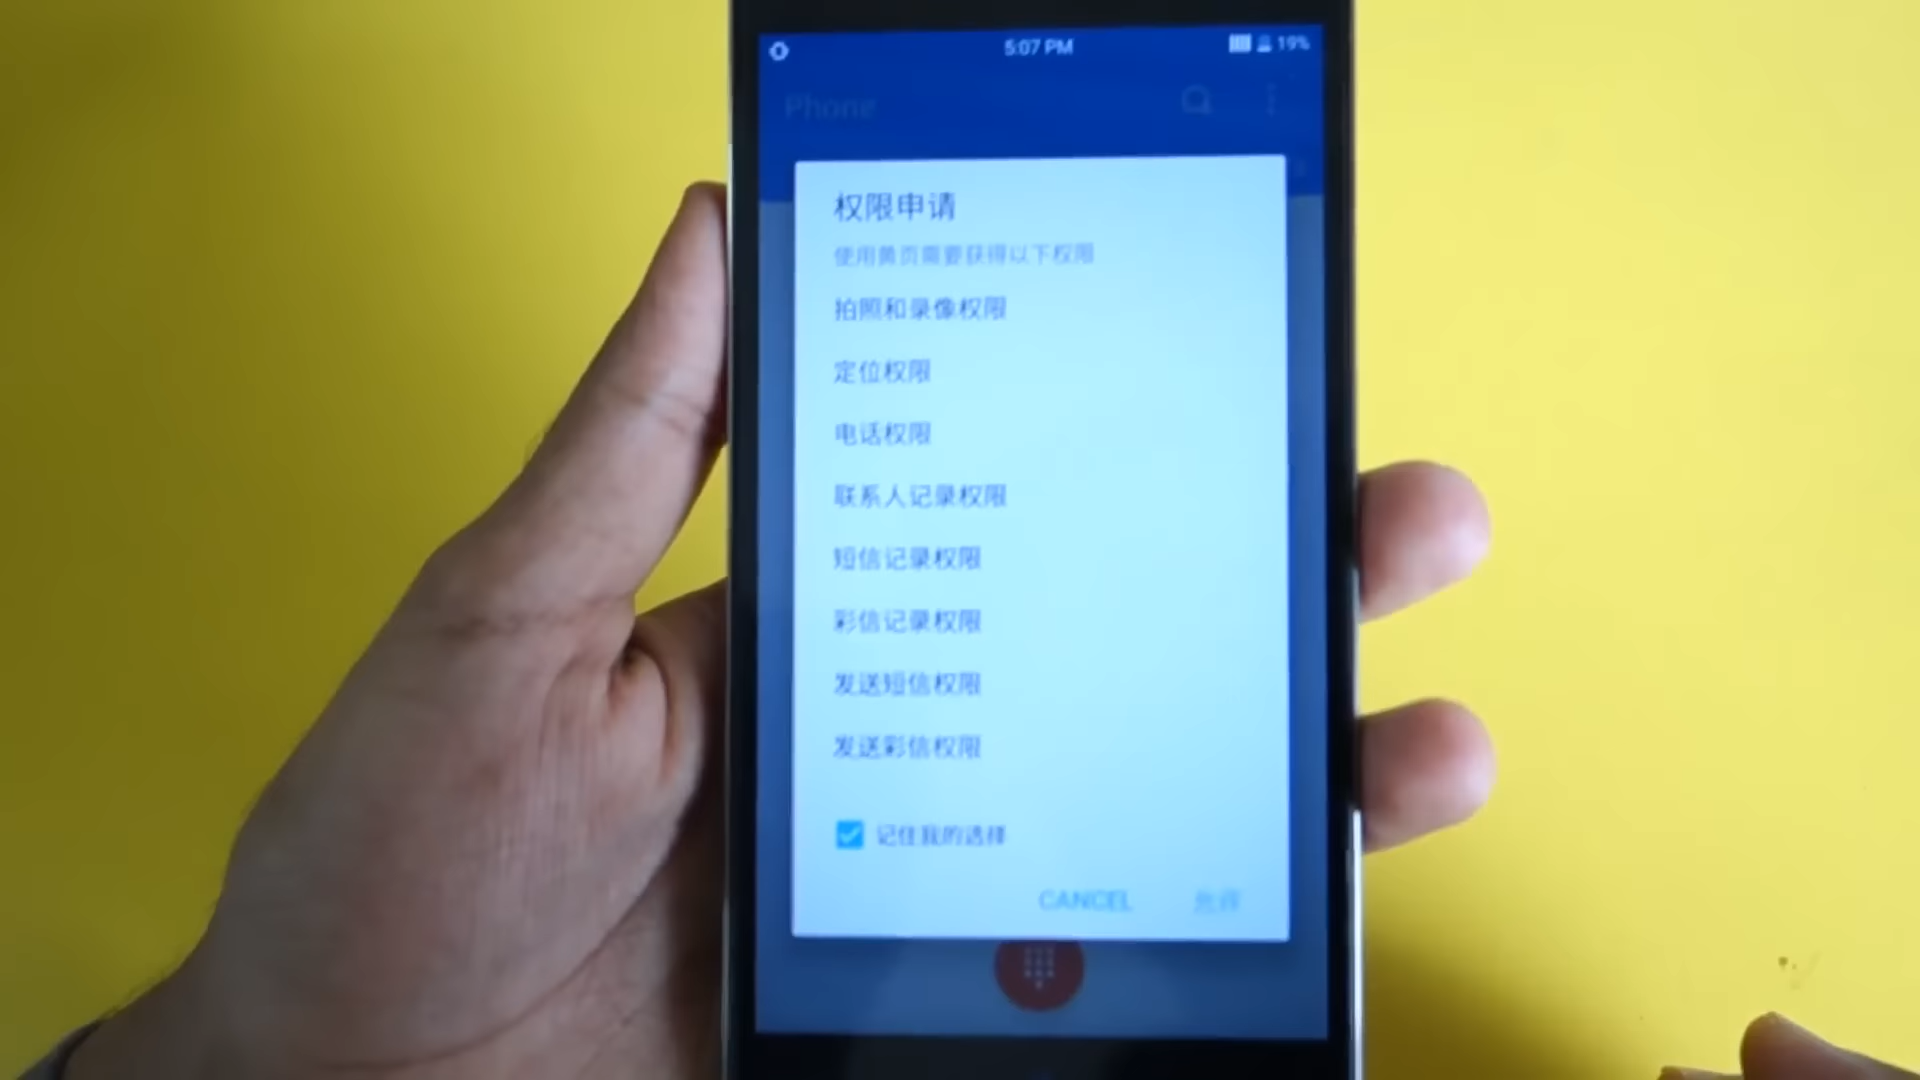 5:07 PM
19%
Phone
权限申请
使用黄页需要获得以下权限
拍照和录像权限
定位权限
电话权限
联系人记录权限
短信记录权限
彩信记录权限
发送短信权限
发送彩信权限
记住我的选择
CANCEL